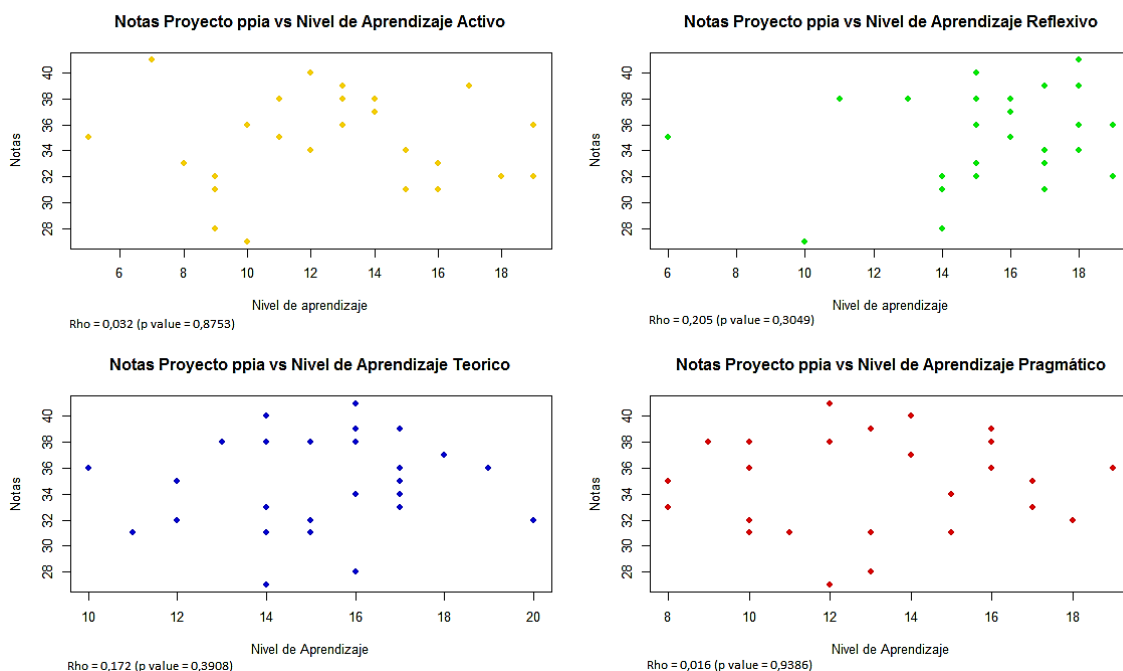 Notas Proyecto ppia vs Nivel de Aprendizaje Activo
Notas
40
38
36
34
32
30
28
6 8 10 12 14 16 18
Nivel de aprendizaje
Rho = 0,032 (p value = 0,8753)
Notas Proyecto ppia vs Nivel de Aprendizaje Reflexivo
Notas
40
38
36
34
32
30
28
6 8 10 12 14 16 18
Nivel de aprendizaje
Rho = 0,205 (p value = 0,3049)
Notas Proyecto ppia vs Nivel de Aprendizaje Teorico
Notas
40
38
36
34
32
30
28
10 12 14 16 18 20
Nivel de Aprendizaje
Rho = 0,172 (p value = 0,3908)
Notas Proyecto ppia vs Nivel de Aprendizaje Pragmático
Notas
40
38
36
34
32
30
28
8 10 12 14 16 18
Nivel de Aprendizaje
Rho = 0,016 (p value = 0,9386)